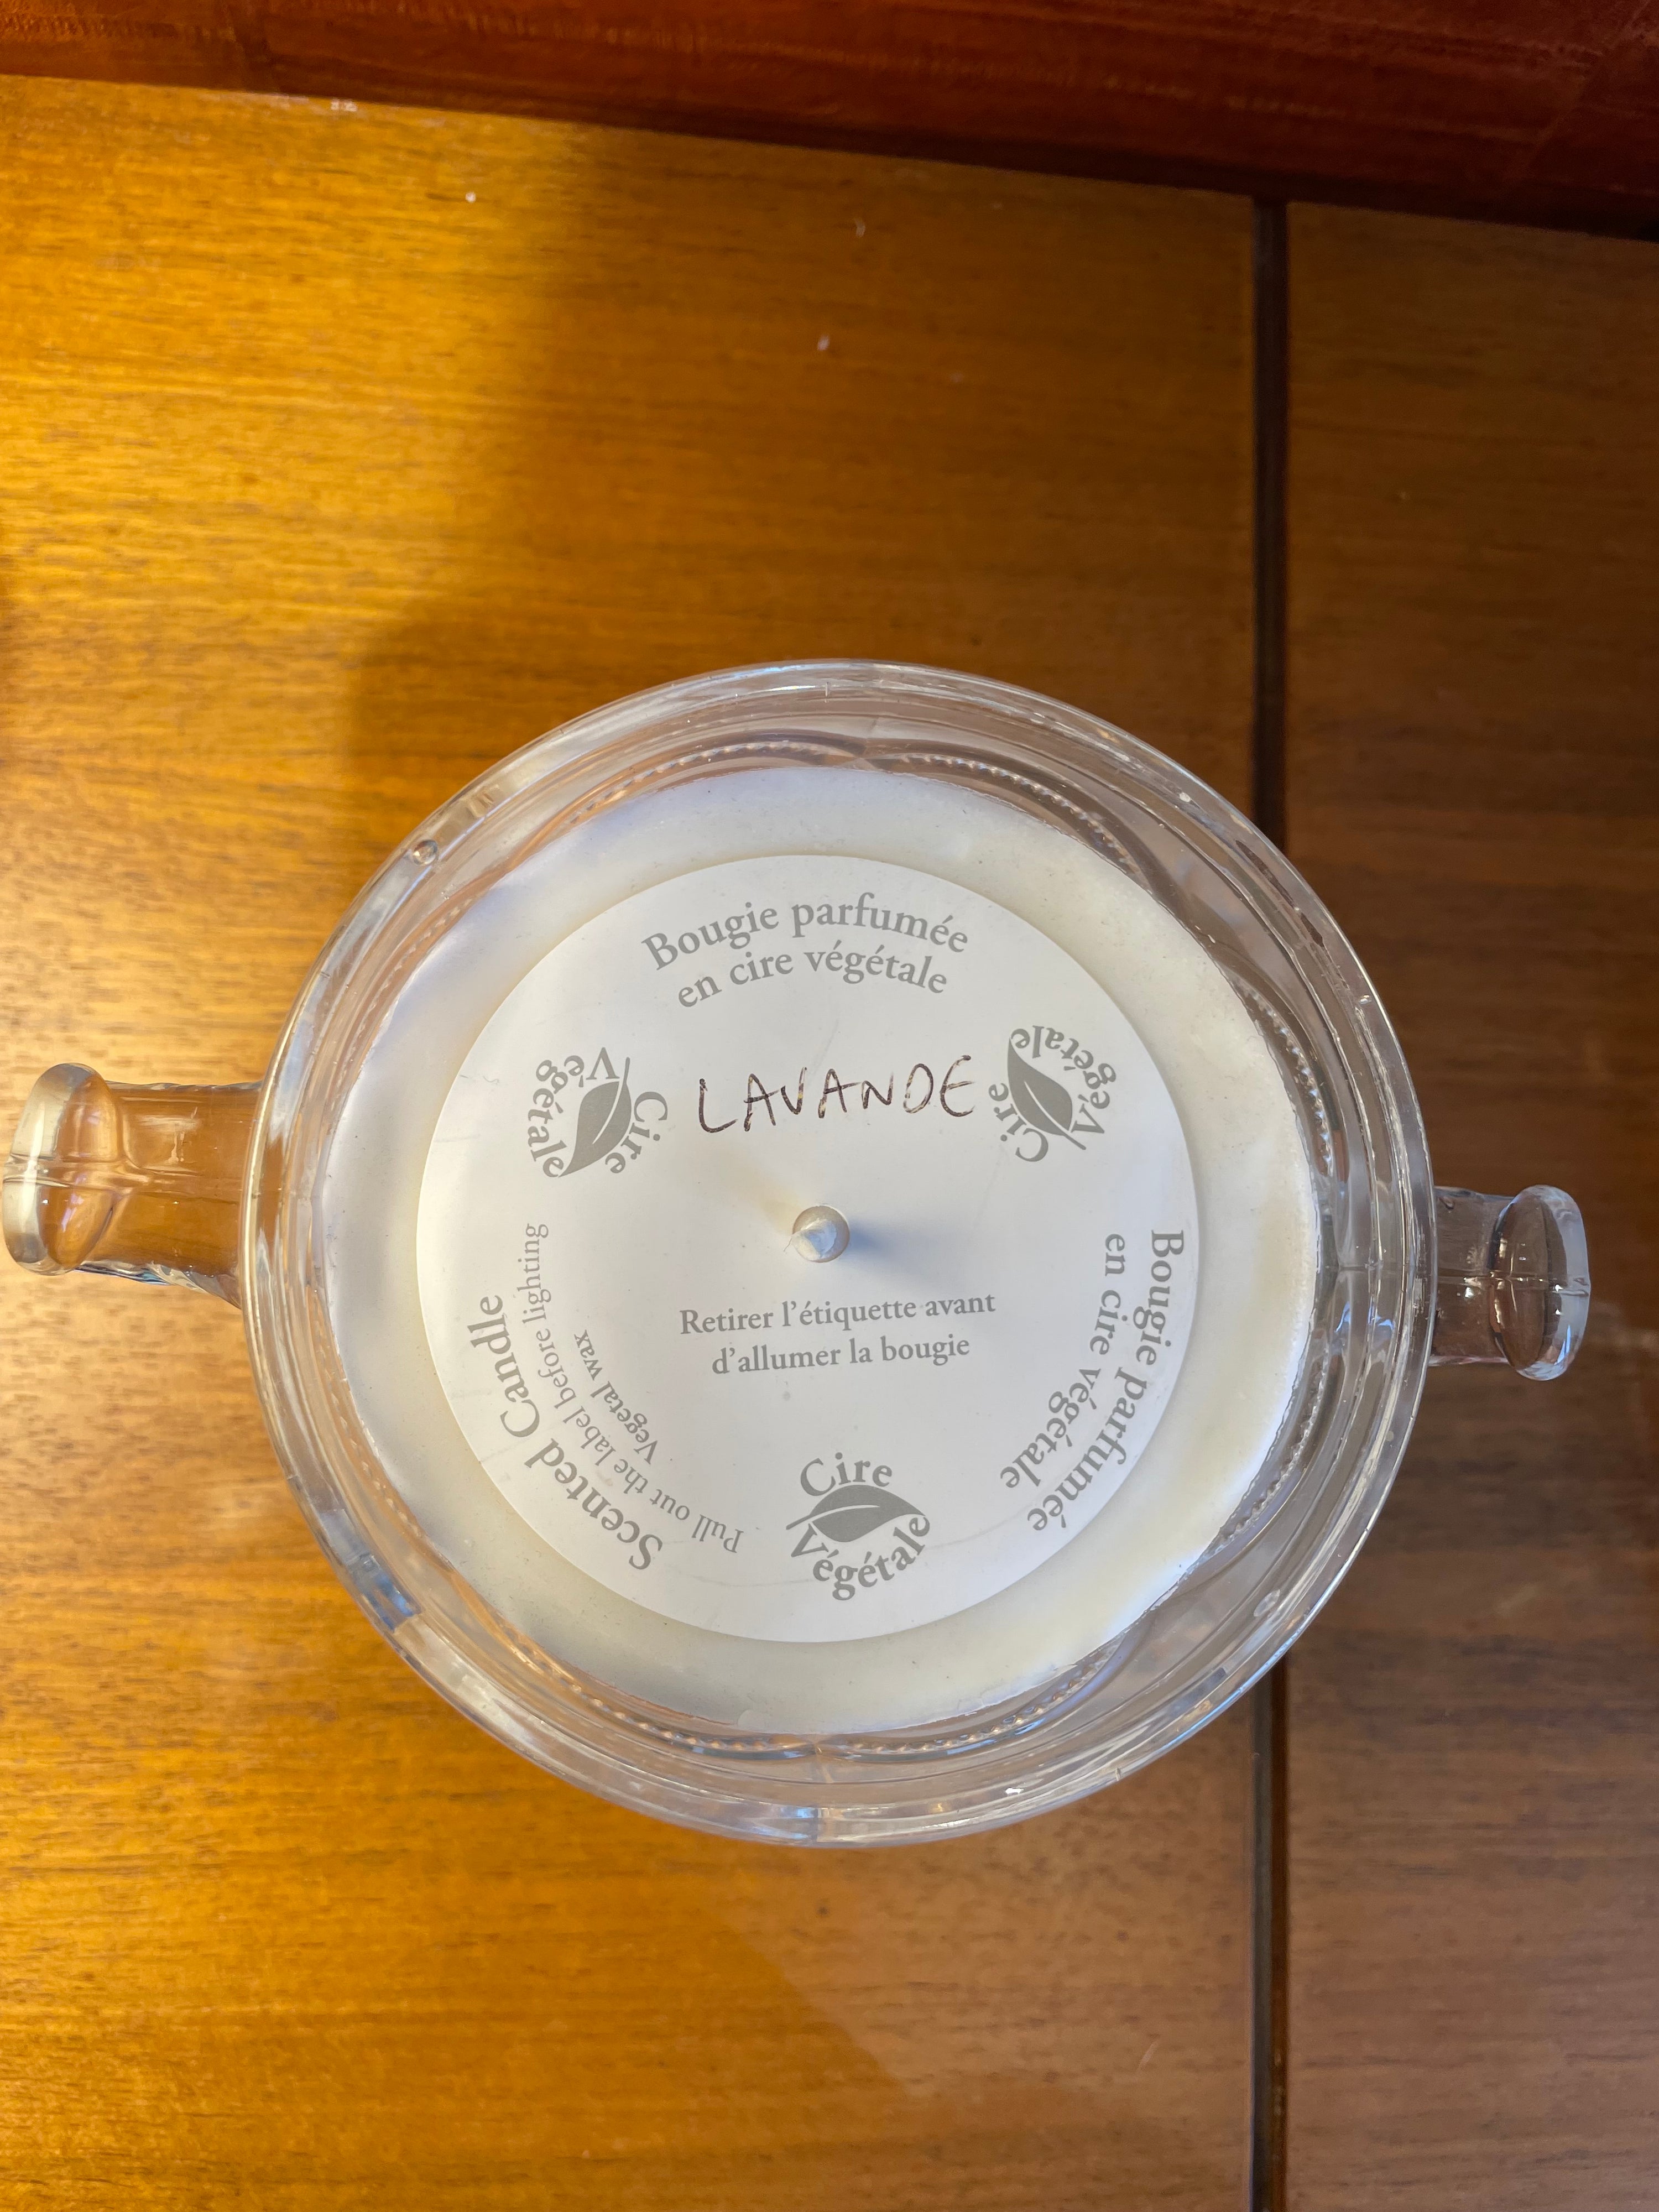 Bougie parfumée
en cire végétale
Cire
Végétale
LAVANDE
Cire
Végétale
Retirer l’étiquette avant
d’allumer la bougie
Bougie parfumée
en cire végétale
Scented Candle
Pull out the label before lighting
Vegetal wax
Cire
Végétale